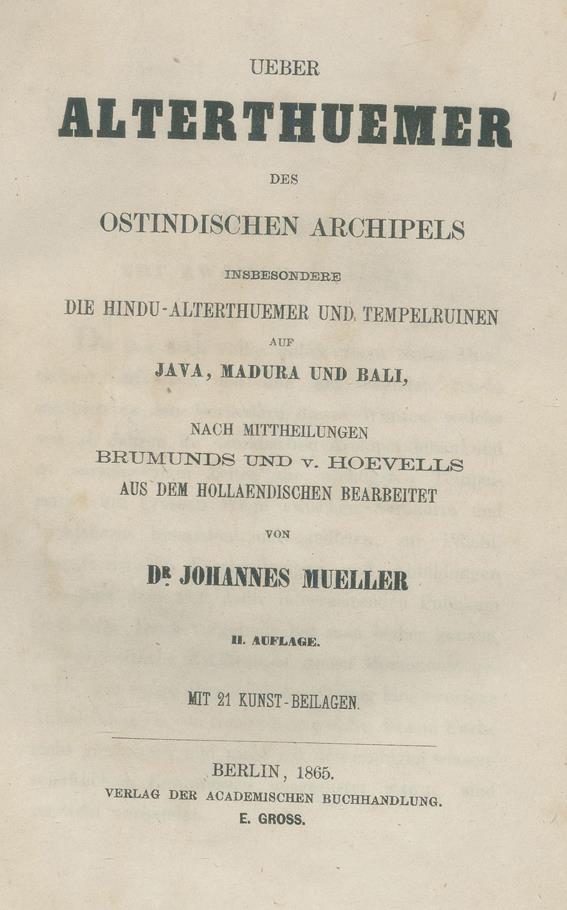 UEBER
ALTERTHUEMER
DES
OSTINDISCHEN ARCHIPELS
INSBESONDERE
DIE HINDU-ALTERTHUEMER UND TEMPELRUINEN
AUF
JAVA, MADURA UND BALI,
NACH MITTHEILUNGEN
BRUMUNDS UND V. HOEVELLS
AUS DEM HOLLAENDISCHEN BEARBEITET
VON
DR. JOHANNES MUELLER
II. AUFLAGE.
MIT 21 KUNST-BEILAGEN.
BERLIN, 1865.
VERLAG DER ACADEMISCHEN BUCHHANDLUNG.
E. GROSS.